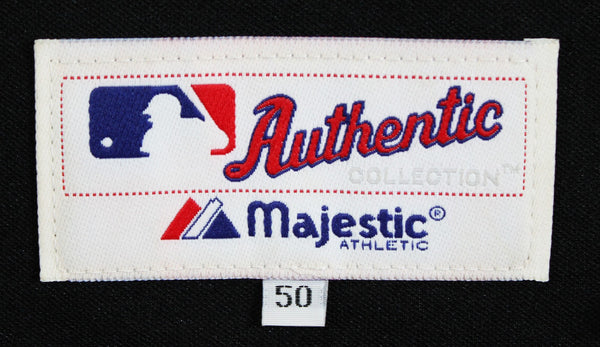 Authentic
COLLECTION™
Majestic®
ATHLETIC
50